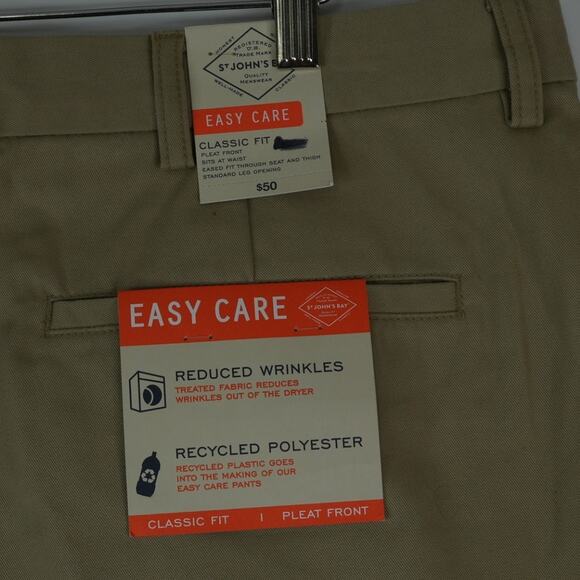 HONEST
REGISTERED
U.S.
TRADE MARK
ST JOHN'S BAY
QUALITY
MENSWEAR
WELL-MADE
CLASSIC
EASY CARE
CLASSIC FIT
PLEAT FRONT
SITS AT WAIST
EASED FIT THROUGH SEAT AND THIGH
STANDARD LEG OPENING
$50
EASY CARE
ST JOHN'S BAY
REDUCED WRINKLES
TREATED FABRIC REDUCES
WRINKLES OUT OF THE DRYER
RECYCLED POLYESTER
RECYCLED PLASTIC GOES
INTO THE MAKING OF OUR
EASY CARE PANTS
CLASSIC FIT | PLEAT FRONT